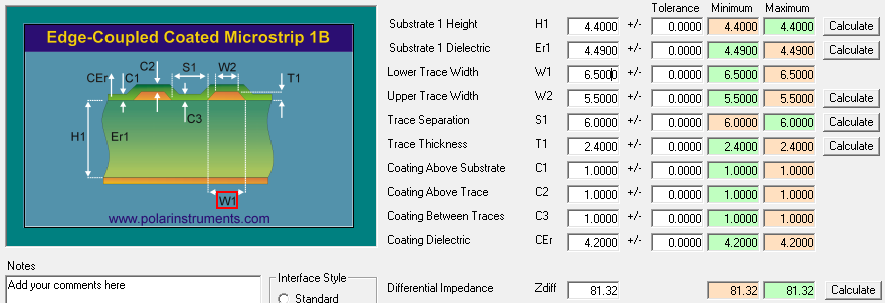 Edge-Coupled Coated Microstrip 1B
CEr C1 C2 S1 W2 T1
C3
H1 Er1
W1
www.polarinstruments.com
Tolerance Minimum Maximum
Substrate 1 Height H1 4.4000 +/- 0.0000 4.4000 4.4000 Calculate
Substrate 1 Dielectric Er1 4.4900 +/- 0.0000 4.4900 4.4900 Calculate
Lower Trace Width W1 6.500 +/- 0.0000 6.5000 6.5000
Upper Trace Width W2 5.5000 +/- 0.0000 5.5000 5.5000 Calculate
Trace Separation S1 6.0000 +/- 0.0000 6.0000 6.0000 Calculate
Trace Thickness T1 2.4000 +/- 0.0000 2.4000 2.4000 Calculate
Coating Above Substrate C1 1.0000 +/- 0.0000 1.0000 1.0000
Coating Above Trace C2 1.0000 +/- 0.0000 1.0000 1.0000
Coating Between Traces C3 1.0000 +/- 0.0000 1.0000 1.0000
Coating Dielectric CEr 4.2000 +/- 0.0000 4.2000 4.2000
Notes
Add your comments here
Interface Style
Standard
Differential Impedance Zdiff 81.32 81.32 81.32 Calculate